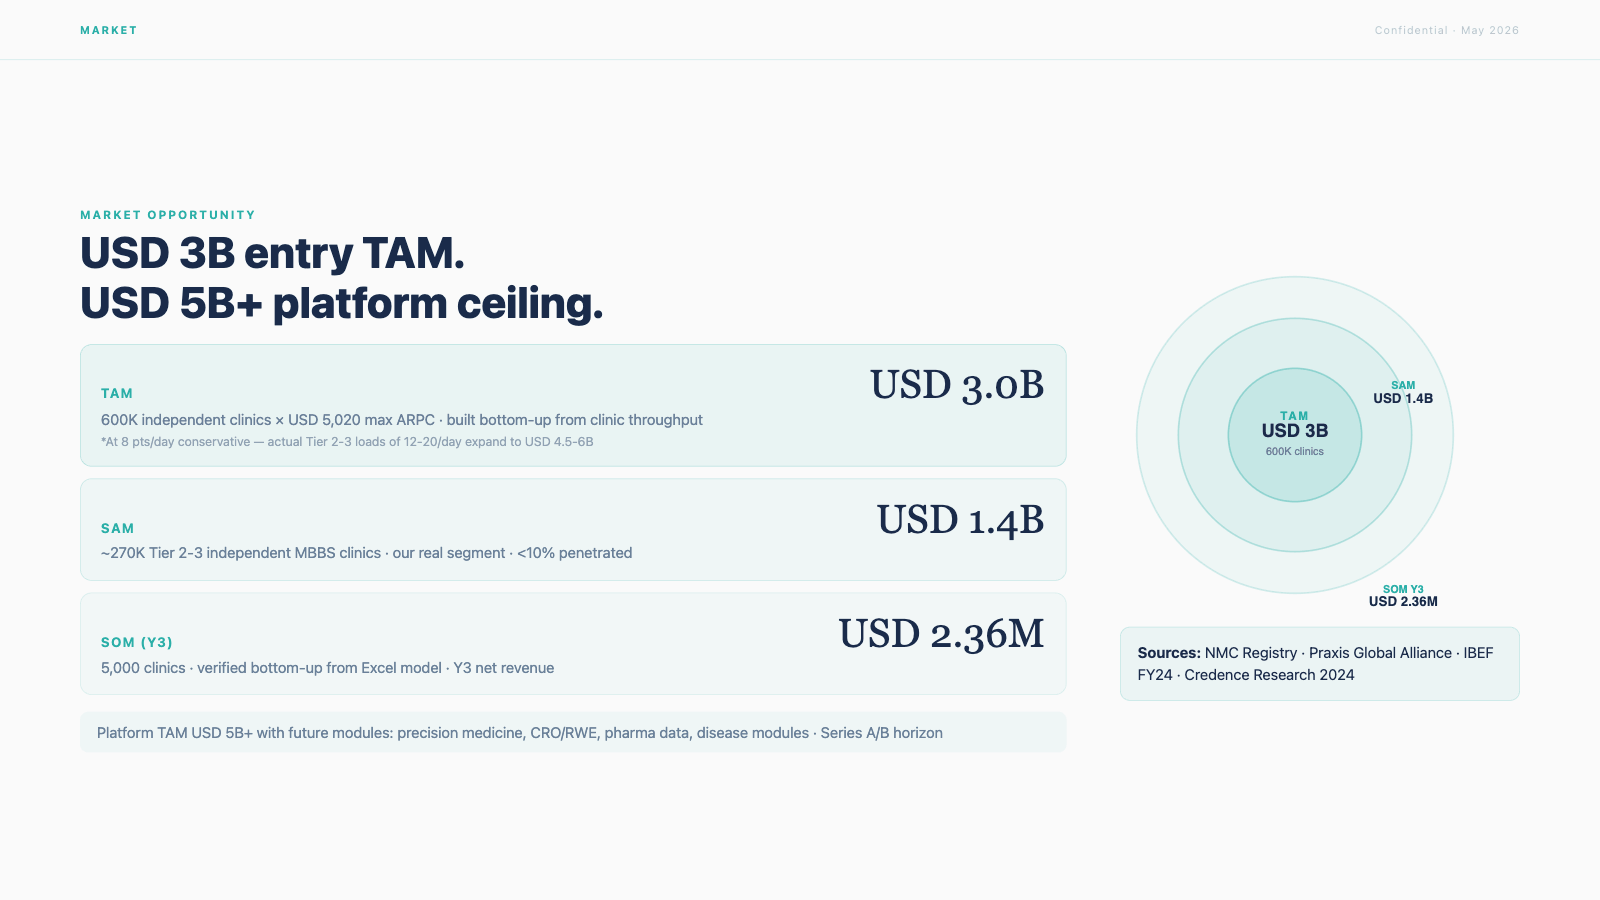 MARKET
Confidential · May 2026
MARKET OPPORTUNITY
USD 3B entry TAM.
USD 5B+ platform ceiling.
TAM
USD 3.0B
600K independent clinics × USD 5,020 max ARPC · built bottom-up from clinic throughput
*At 8 pts/day conservative — actual Tier 2-3 loads of 12-20/day expand to USD 4.5-6B
SAM
USD 1.4B
~270K Tier 2-3 independent MBBS clinics · our real segment · <10% penetrated
SOM (Y3)
USD 2.36M
5,000 clinics · verified bottom-up from Excel model · Y3 net revenue
Platform TAM USD 5B+ with future modules: precision medicine, CRO/RWE, pharma data, disease modules · Series A/B horizon
SAM
USD 1.4B
TAM
USD 3B
600K clinics
SOM Y3
USD 2.36M
Sources: NMC Registry · Praxis Global Alliance · IBEF
FY24 · Credence Research 2024